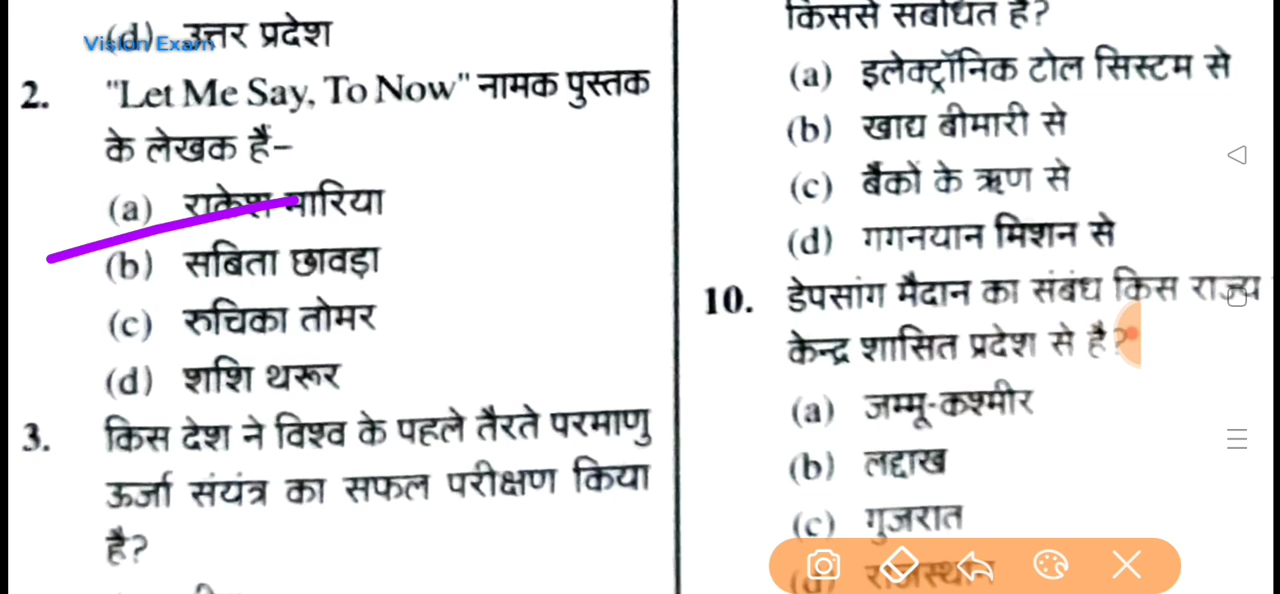 (d) उत्तर प्रदेश
Vision Exam
2. "Let Me Say, To Now" नामक पुस्तक
के लेखक हैं–
(a) राकेश मारिया
(b) सबिता छावड़ा
(c) रुचिका तोमर
(d) शशि थरूर
3. किस देश ने विश्व के पहले तैरते परमाणु
ऊर्जा संयंत्र का सफल परीक्षण किया
है?
किससे संबंधित है?
(a) इलेक्ट्रॉनिक टोल सिस्टम से
(b) खाद्य बीमारी से
(c) बैंकों के ऋण से
(d) गगनयान मिशन से
10. डेपसांग मैदान का संबंध किस राज्य
केन्द्र शासित प्रदेश से है?
(a) जम्मू-कश्मीर
(b) लद्दाख
(c) गुजरात
(d) राजस्थान